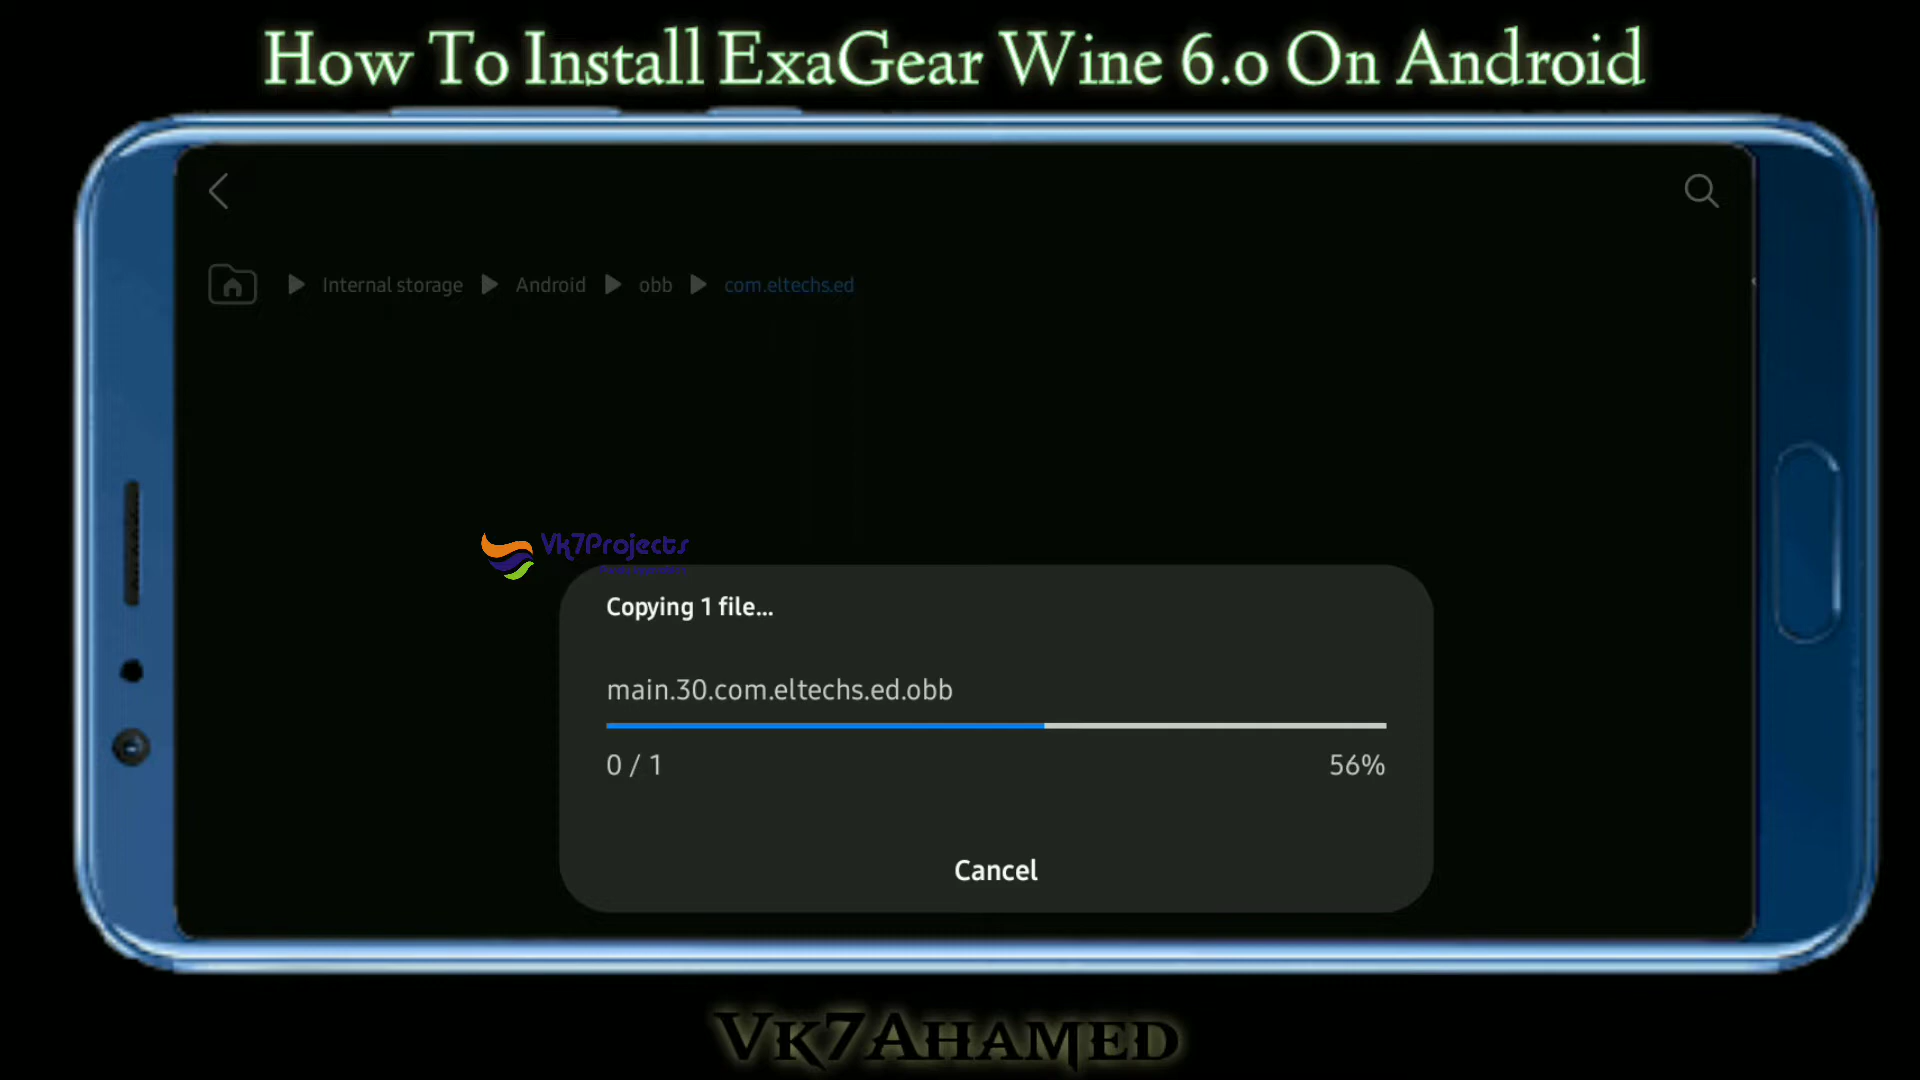 How To Install ExaGear Wine 6.0 On Android
Internal storage Android obb com.eltechs.ed
Vk7Projects
Copying 1 file...
main.30.com.eltechs.ed.obb
0 / 1 56%
Cancel
Vk7Ahamed